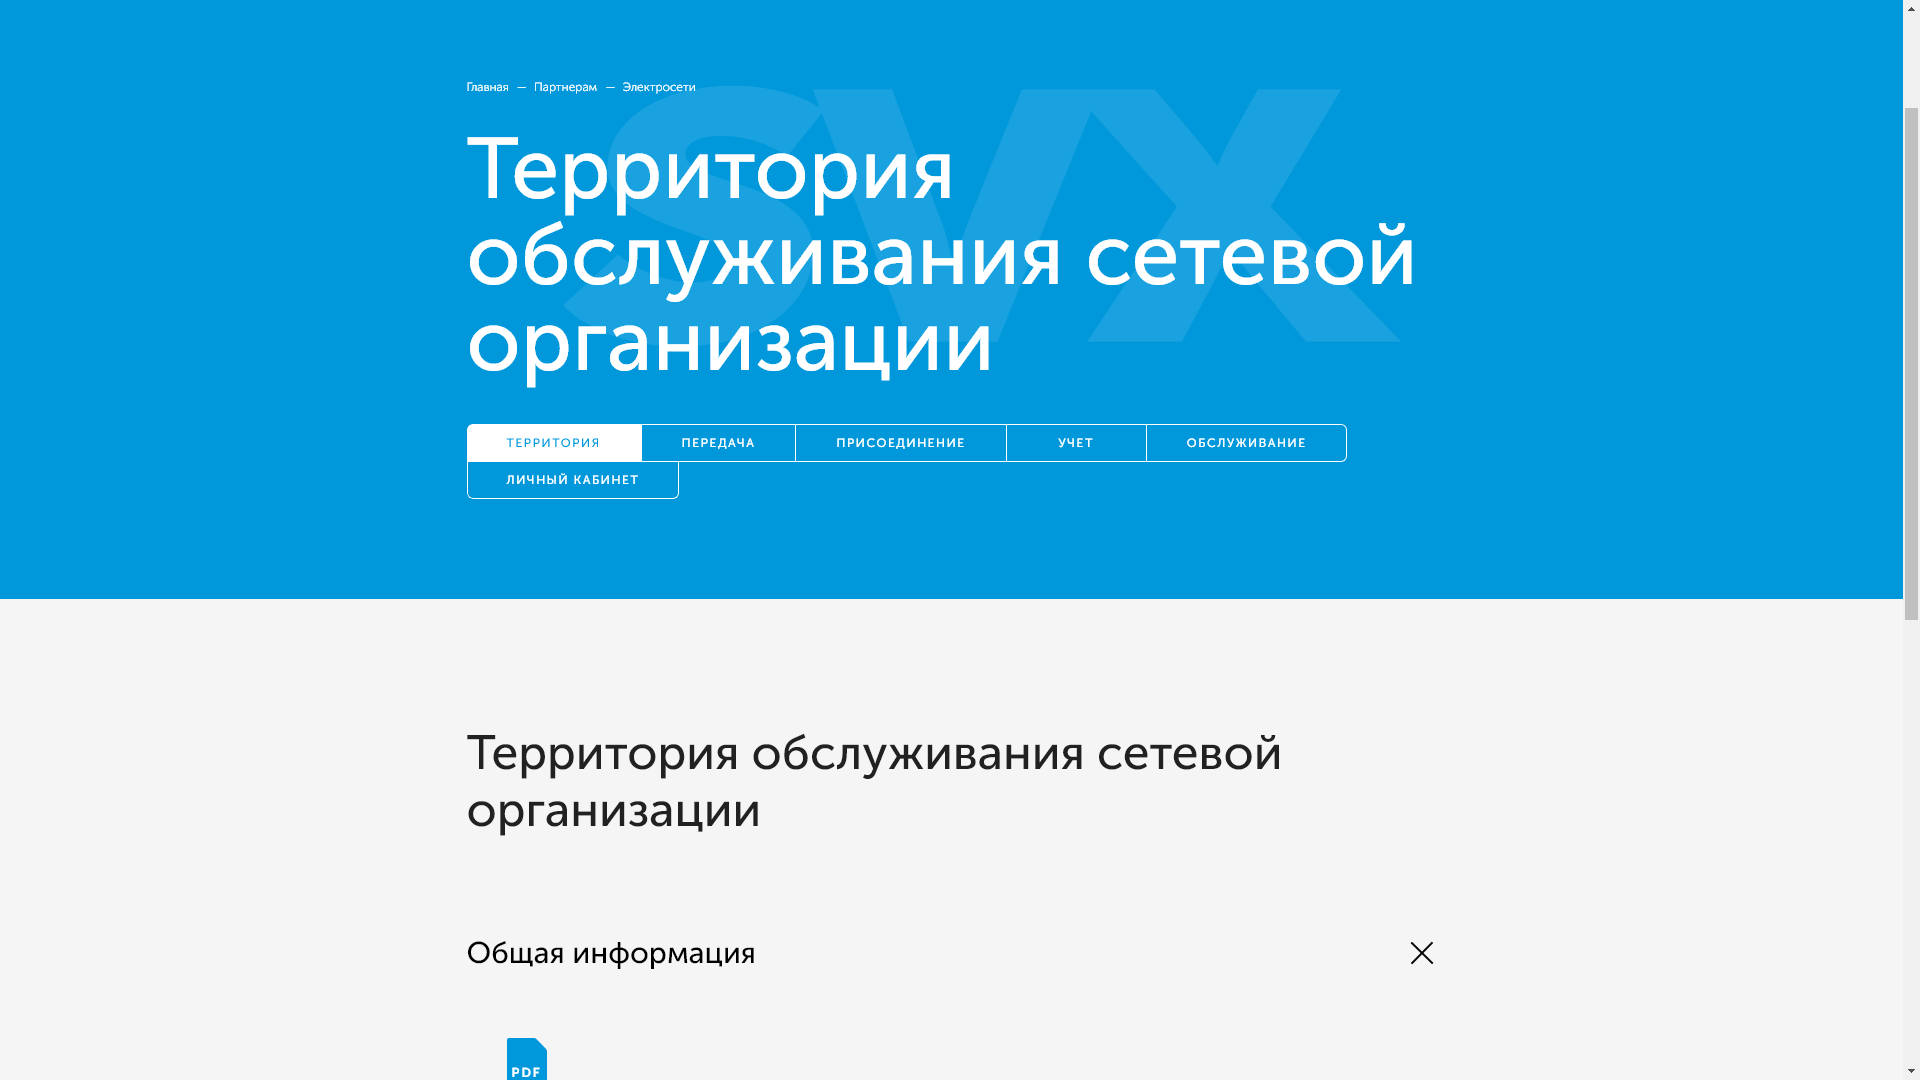 Главная — Партнерам — Электросети
SVX
Территория
обслуживания сетевой
организации
ТЕРРИТОРИЯ ПЕРЕДАЧА ПРИСОЕДИНЕНИЕ УЧЕТ ОБСЛУЖИВАНИЕ
ЛИЧНЫЙ КАБИНЕТ
Территория обслуживания сетевой
организации
Общая информация
PDF